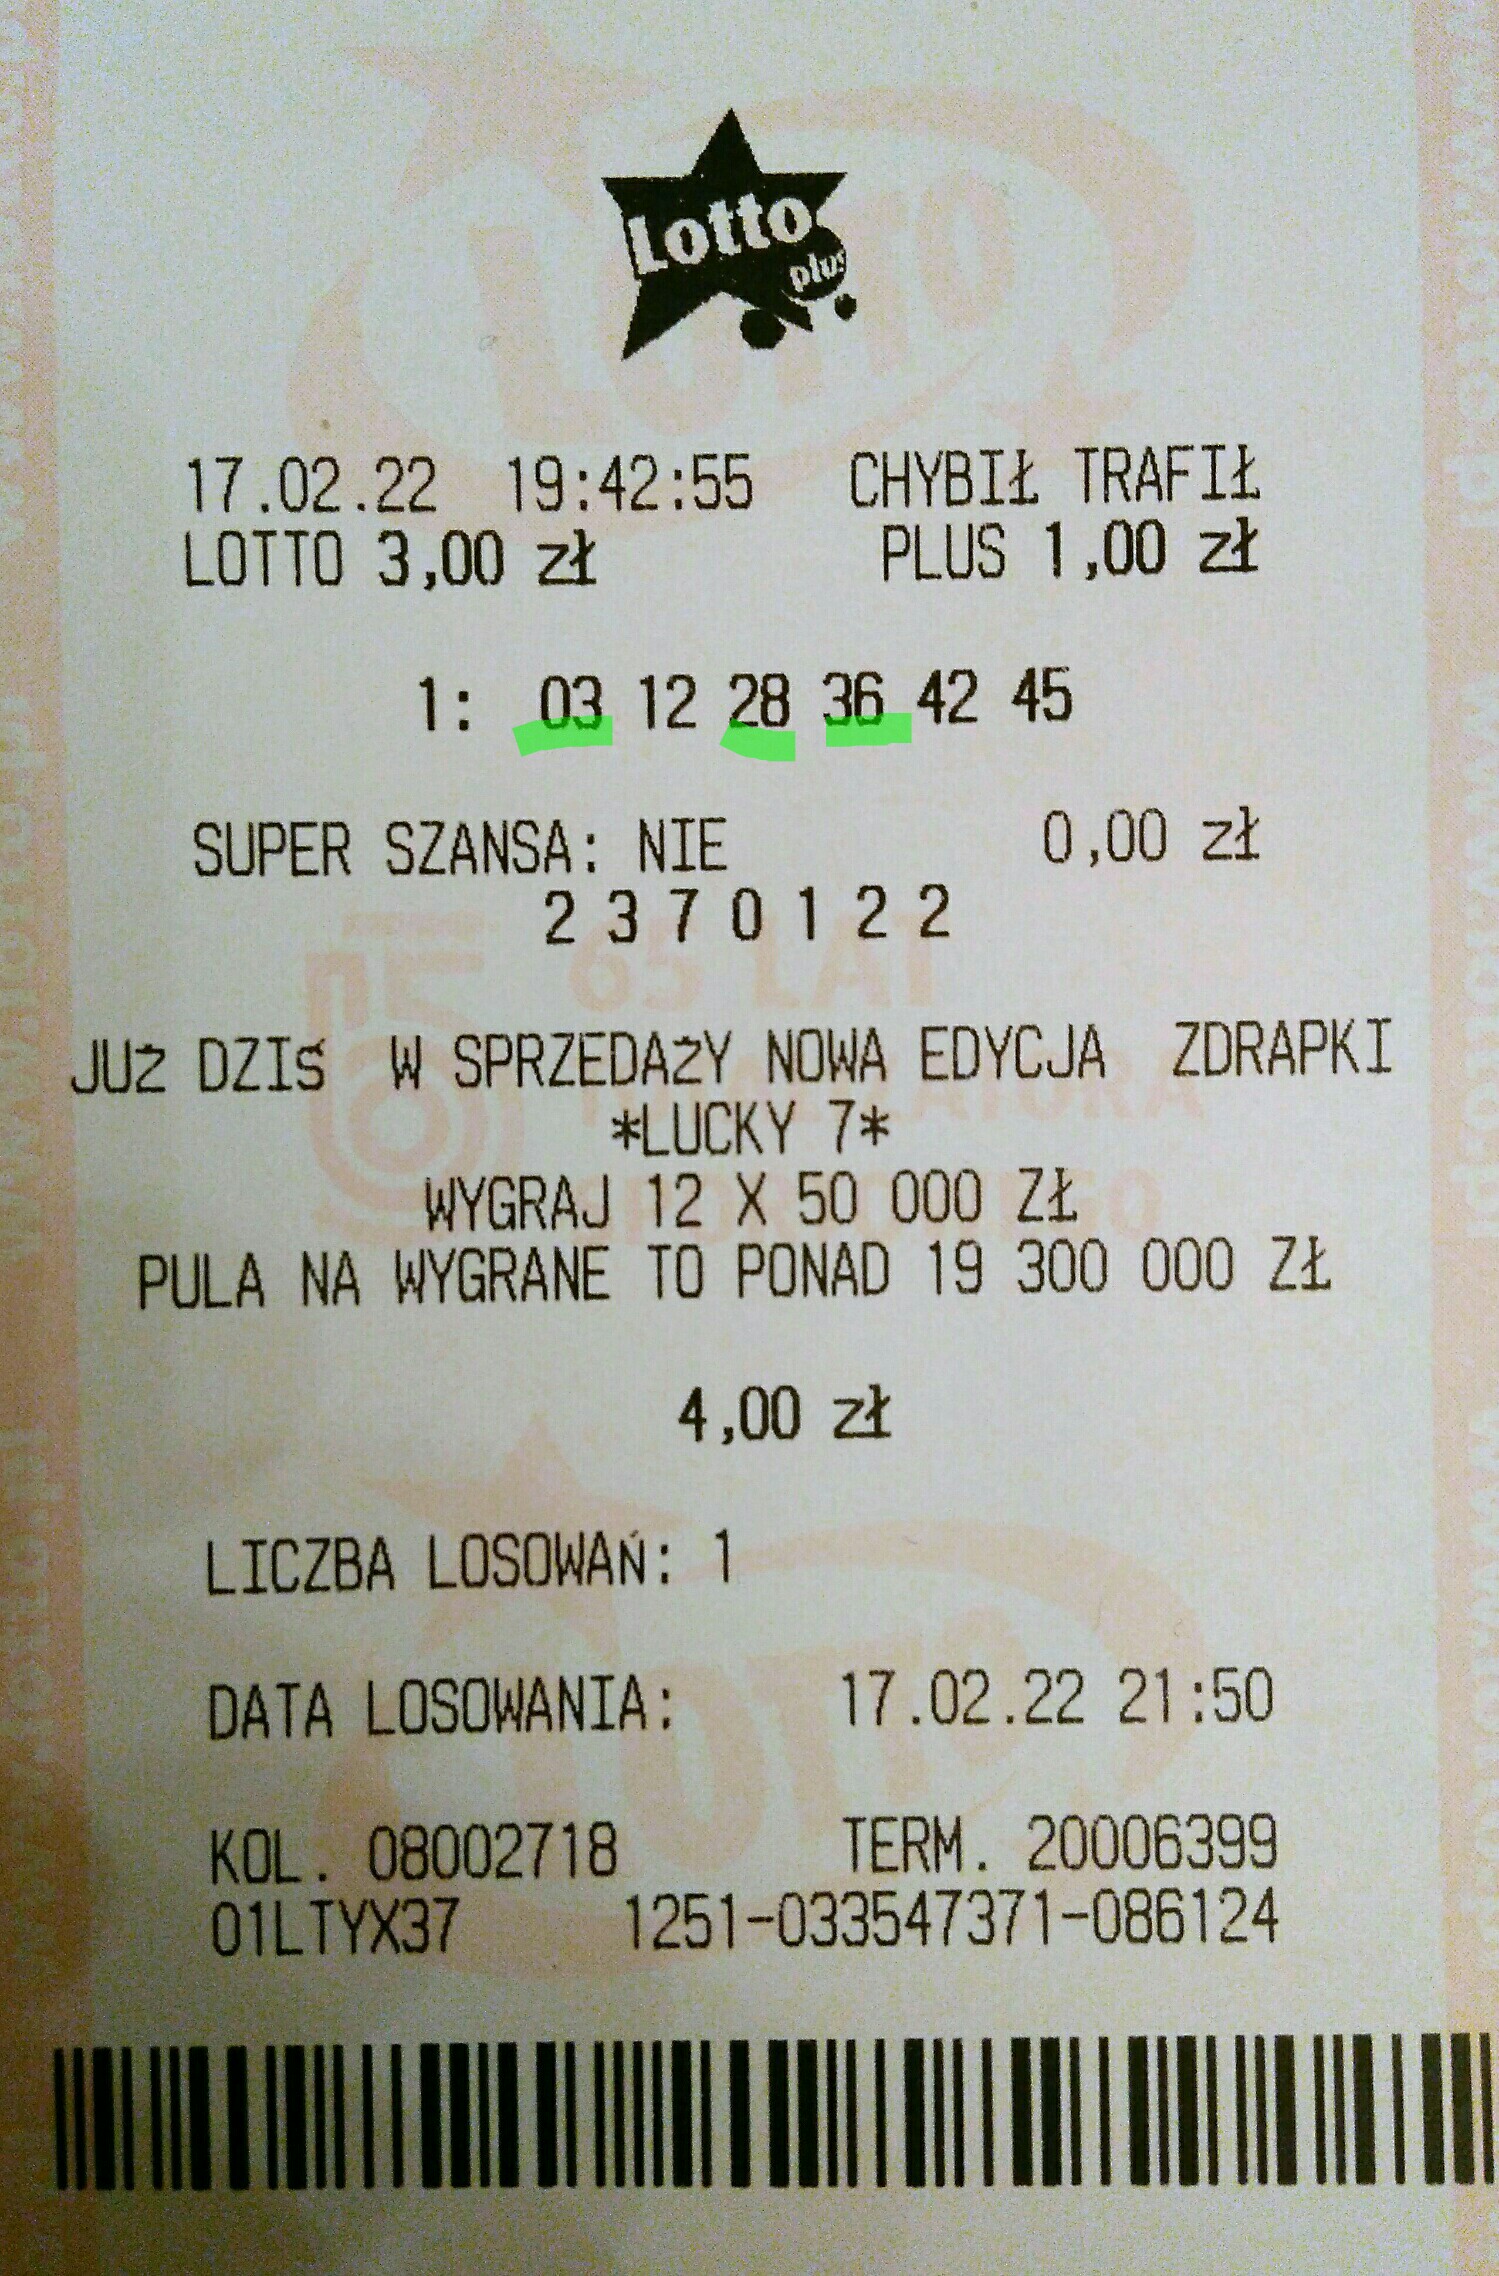 Lotto
plus
17.02.22 19:42:55 CHYBIŁ TRAFIŁ
LOTTO 3,00 zł PLUS 1,00 zł
1: 03 12 28 36 42 45
SUPER SZANSA: NIE 0,00 zł
2 3 7 0 1 2 2
65 LAT
JUż DZIś W SPRZEDAżY NOWA EDYCJA ZDRAPKI
*LUCKY 7*
WYGRAJ 12 X 50 000 ZŁ
PULA NA WYGRANE TO PONAD 19 300 000 ZŁ
4,00 zł
LICZBA LOSOWAń: 1
DATA LOSOWANIA: 17.02.22 21:50
KOL. 08002718 TERM. 20006399
01LTYX37 1251-033547371-086124